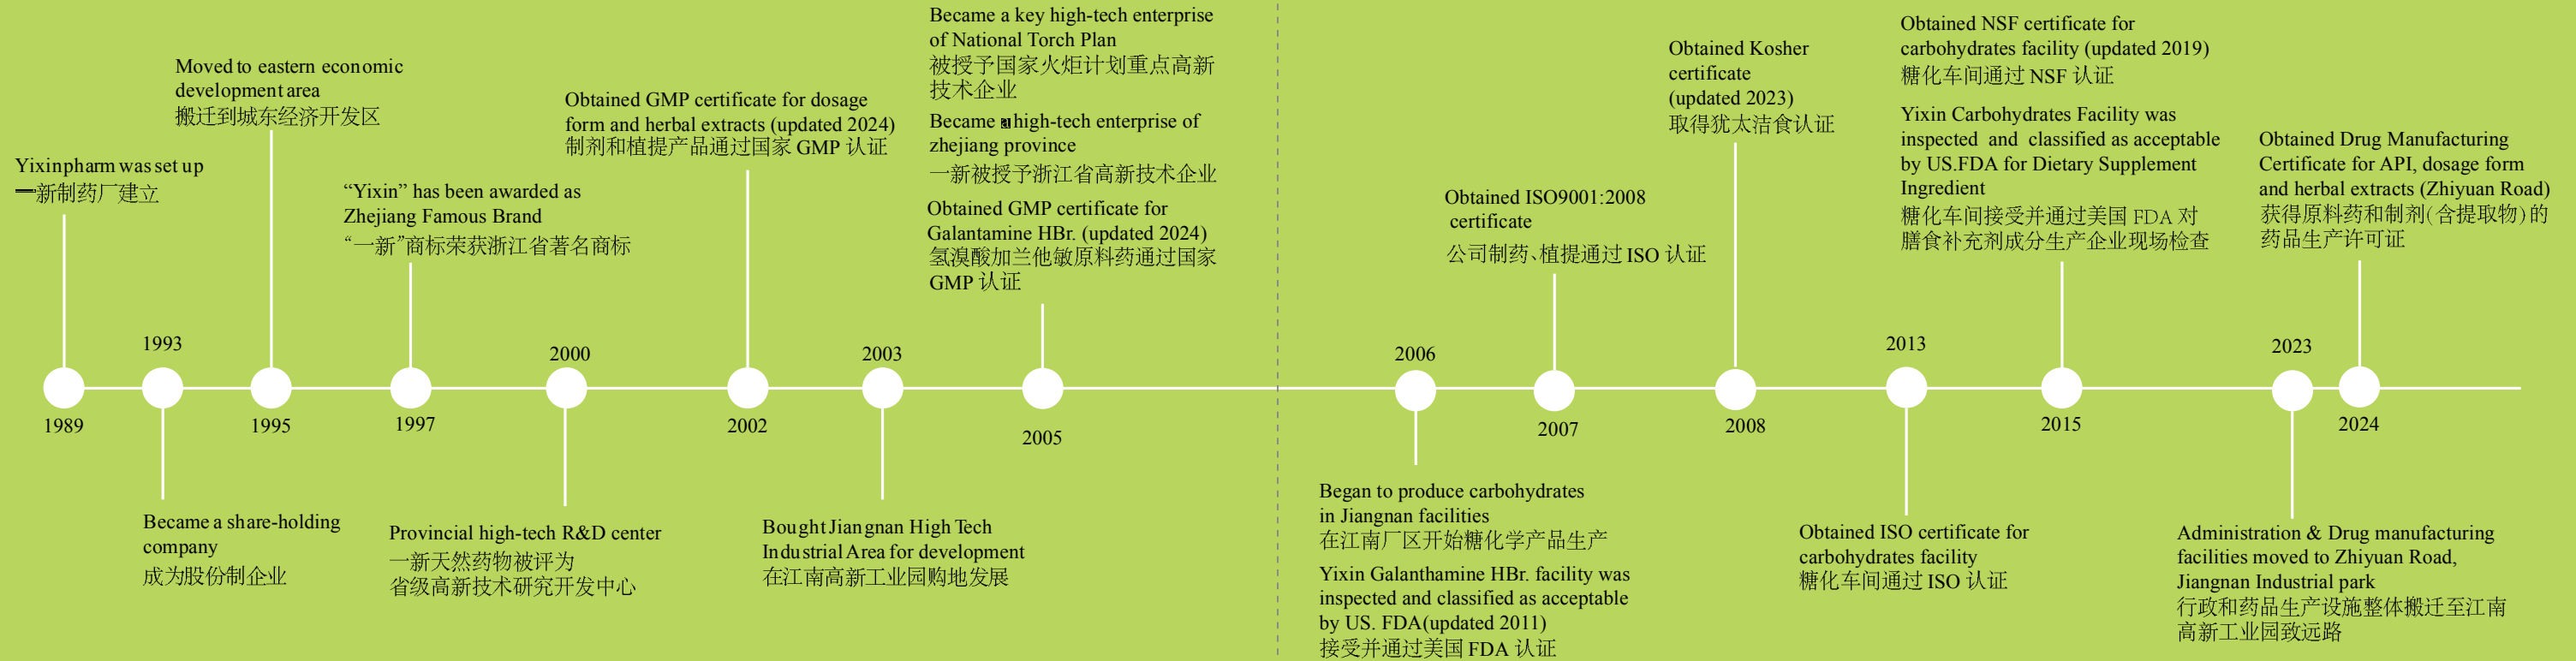 Yixinpharm was set up
一新制药厂建立
1989
1993
Became a share-holding
company
成为股份制企业
Moved to eastern economic
development area
搬迁到城东经济开发区
1995
“Yixin” has been awarded as
Zhejiang Famous Brand
“一新”商标荣获浙江省著名商标
1997
2000
Provincial high-tech R&D center
一新天然药物被评为
省级高新技术研究开发中心
Obtained GMP certificate for dosage
form and herbal extracts (updated 2024)
制剂和植提产品通过国家 GMP 认证
2002
2003
Bought Jiangnan High Tech
Industrial Area for development
在江南高新工业园购地发展
Became a key high-tech enterprise
of National Torch Plan
被授予国家火炬计划重点高新
技术企业
Became a high-tech enterprise of
zhejiang province
一新被授予浙江省高新技术企业
Obtained GMP certificate for
Galantamine HBr. (updated 2024)
氢溴酸加兰他敏原料药通过国家
GMP 认证
2005
2006
Began to produce carbohydrates
in Jiangnan facilities
在江南厂区开始糖化学产品生产
Yixin Galanthamine HBr. facility was
inspected and classified as acceptable
by US. FDA(updated 2011)
接受并通过美国 FDA 认证
Obtained ISO9001:2008
certificate
公司制药、植提通过 ISO 认证
2007
Obtained Kosher
certificate
(updated 2023)
取得犹太洁食认证
2008
2013
Obtained ISO certificate for
carbohydrates facility
糖化车间通过 ISO 认证
Obtained NSF certificate for
carbohydrates facility (updated 2019)
糖化车间通过 NSF 认证
Yixin Carbohydrates Facility was
inspected and classified as acceptable
by US.FDA for Dietary Supplement
Ingredient
糖化车间接受并通过美国 FDA 对
膳食补充剂成分生产企业现场检查
2015
2023
Administration & Drug manufacturing
facilities moved to Zhiyuan Road,
Jiangnan Industrial park
行政和药品生产设施整体搬迁至江南
高新工业园致远路
Obtained Drug Manufacturing
Certificate for API, dosage form
and herbal extracts (Zhiyuan Road)
获得原料药和制剂(含提取物)的
药品生产许可证
2024